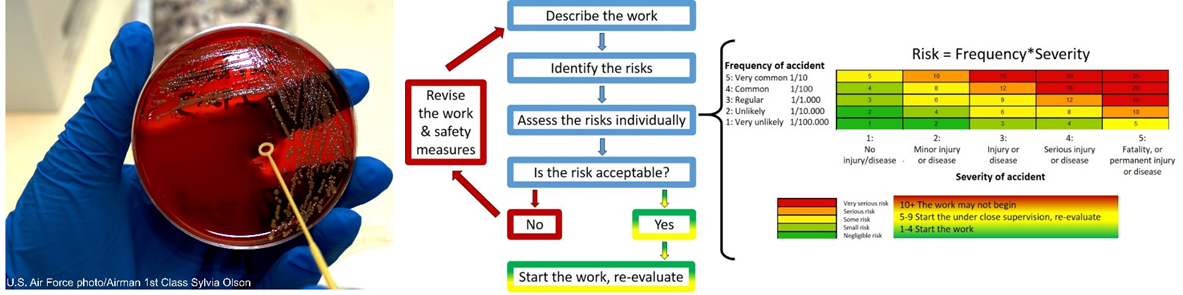 U.S. Air Force photo/Airman 1st Class Sylvia Olson
Describe the work
Identify the risks
Assess the risks individually
Is the risk acceptable?
No
Yes
Start the work, re-evaluate
Revise
the work
& safety
measures
Frequency of accident
5: Very common 1/10
4: Common 1/100
3: Regular 1/1.000
2: Unlikely 1/10.000
1: Very unlikely 1/100.000
Risk = Frequency*Severity
5 10 15 20 25
4 8 12 16 20
3 6 9 12 15
2 4 6 8 10
1 2 3 4 5
1:
No
injury/disease
2:
Minor injury
or disease
3:
Injury or
disease
4:
Serious injury
or disease
5:
Fatality, or
permanent injury
or disease
Severity of accident
Very serious risk
Serious risk
Some risk
Small risk
Negligible risk
10+ The work may not begin
5-9 Start the under close supervision, re-evaluate
1-4 Start the work